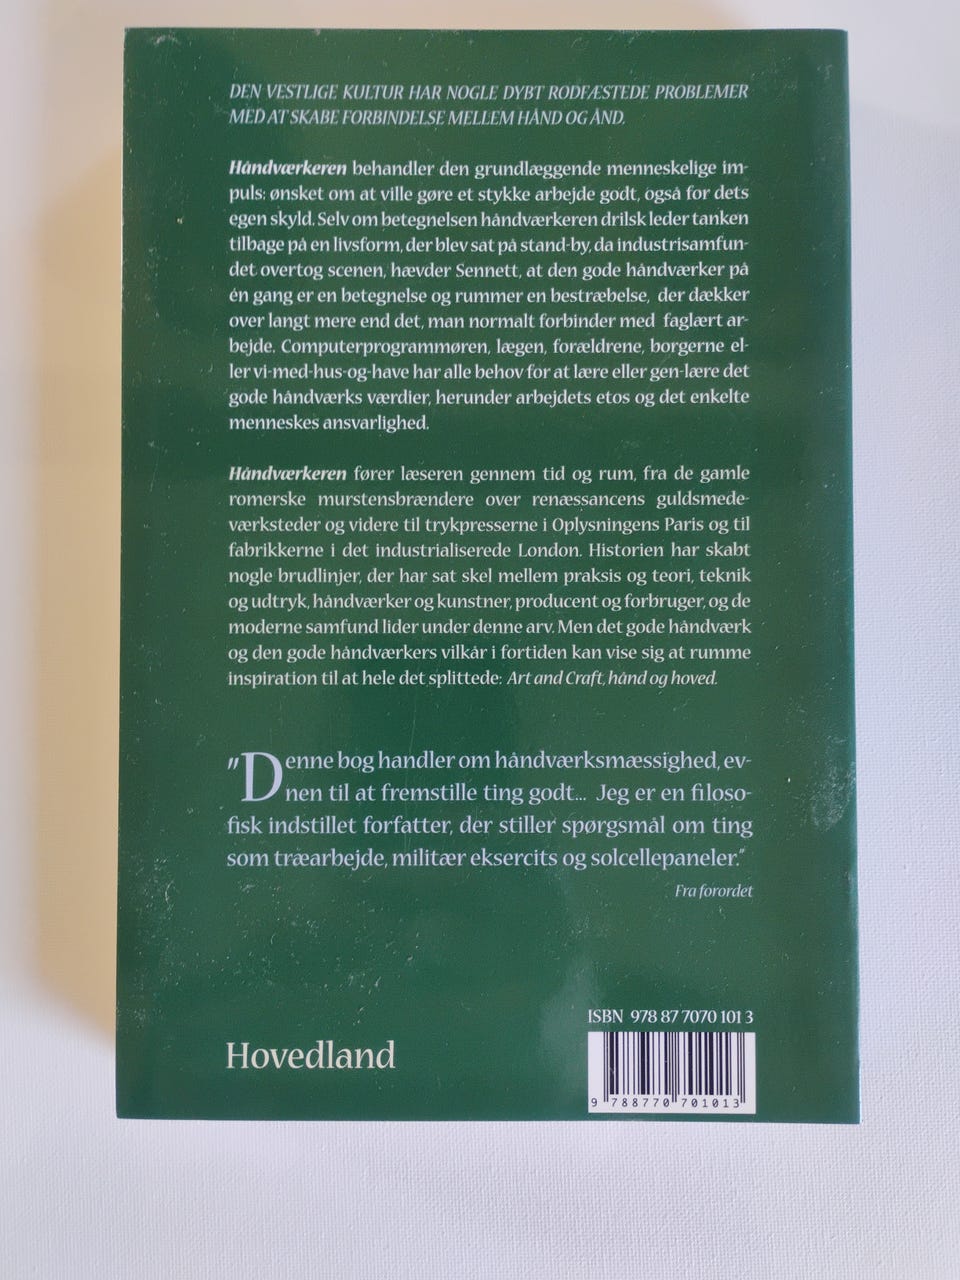 DEN VESTLIGE KULTUR HAR NOGLE DYBT RODFÆSTEDE PROBLEMER
MED AT SKABE FORBINDELSE MELLEM HÅND OG ÅND.
Håndværkeren behandler den grundlæggende menneskelige im-
puls: ønsket om at ville gøre et stykke arbejde godt, også for dets
egen skyld. Selv om betegnelsen håndværkeren drilsk leder tanken
tilbage på en livsform, der blev sat på stand-by, da industrisamfun-
det overtog scenen, hævder Sennett, at den gode håndværker på
én gang er en betegnelse og rummer en bestræbelse, der dækker
over langt mere end det, man normalt forbinder med faglært ar-
bejde. Computerprogrammøren, lægen, forældrene, borgerne el-
ler vi-med-hus-og-have har alle behov for at lære eller gen-lære det
gode håndværks værdier, herunder arbejdets etos og det enkelte
menneskes ansvarlighed.
Håndværkeren fører læseren gennem tid og rum, fra de gamle
romerske murstensbrændere over renæssancens guldsmede-
værksteder og videre til trykpresserne i Oplysningens Paris og til
fabrikkerne i det industrialiserede London. Historien har skabt
nogle brudlinjer, der har sat skel mellem praksis og teori, teknik
og udtryk, håndværker og kunstner, producent og forbruger, og de
moderne samfund lider under denne arv. Men det gode håndværk
og den gode håndværkers vilkår i fortiden kan vise sig at rumme
inspiration til at hele det splittede: Art and Craft, hånd og hoved.
"Denne bog handler om håndværksmæssighed, ev-
nen til at fremstille ting godt... Jeg er en filoso-
fisk indstillet forfatter, der stiller spørgsmål om ting
som træarbejde, militær eksercits og solcellepaneler."
Fra forordet
ISBN 978 87 7070 101 3
Hovedland
9 788770 701013